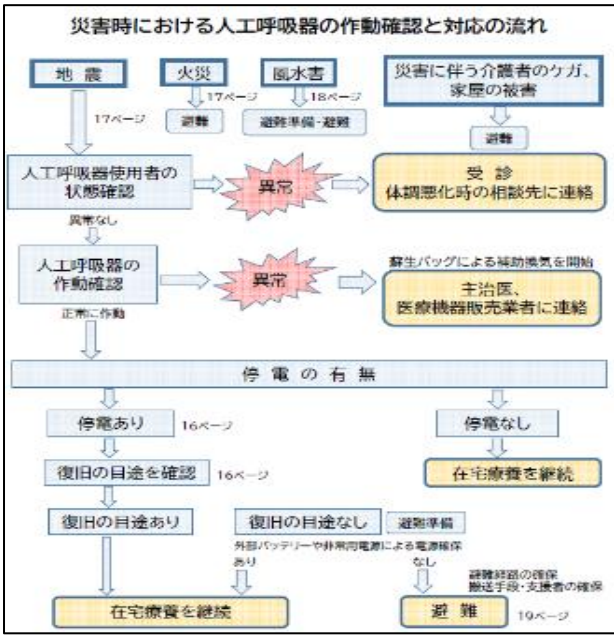 災害時における人工呼吸器の作動確認と対応の流れ
地 震
火災
風水害
災害に伴う介護者のケガ、
家屋の被害
17ページ
17ページ
18ページ
避難
避難準備・避難
避難
人工呼吸器使用者の
状態確認
異常
受 診
体調悪化時の相談先に連絡
異常なし
人工呼吸器の
作動確認
異常
蘇生バッグによる補助換気を開始
主治医、
医療機器販売業者に連絡
正常に作動
停 電 の 有 無
停電あり
16ページ
停電なし
復旧の目途を確認
16ページ
在宅療養を継続
復旧の目途あり
復旧の目途なし
避難準備
外部バッテリーや非常用電源による電源確保
あり
なし
避難経路の確保
搬送手段・支援者の確保
在宅療養を継続
避 難
19ページ